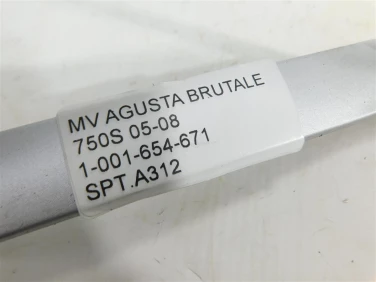 MV AGUSTA BRUTALE
750S 05-08
1-001-654-671
SPT.A312